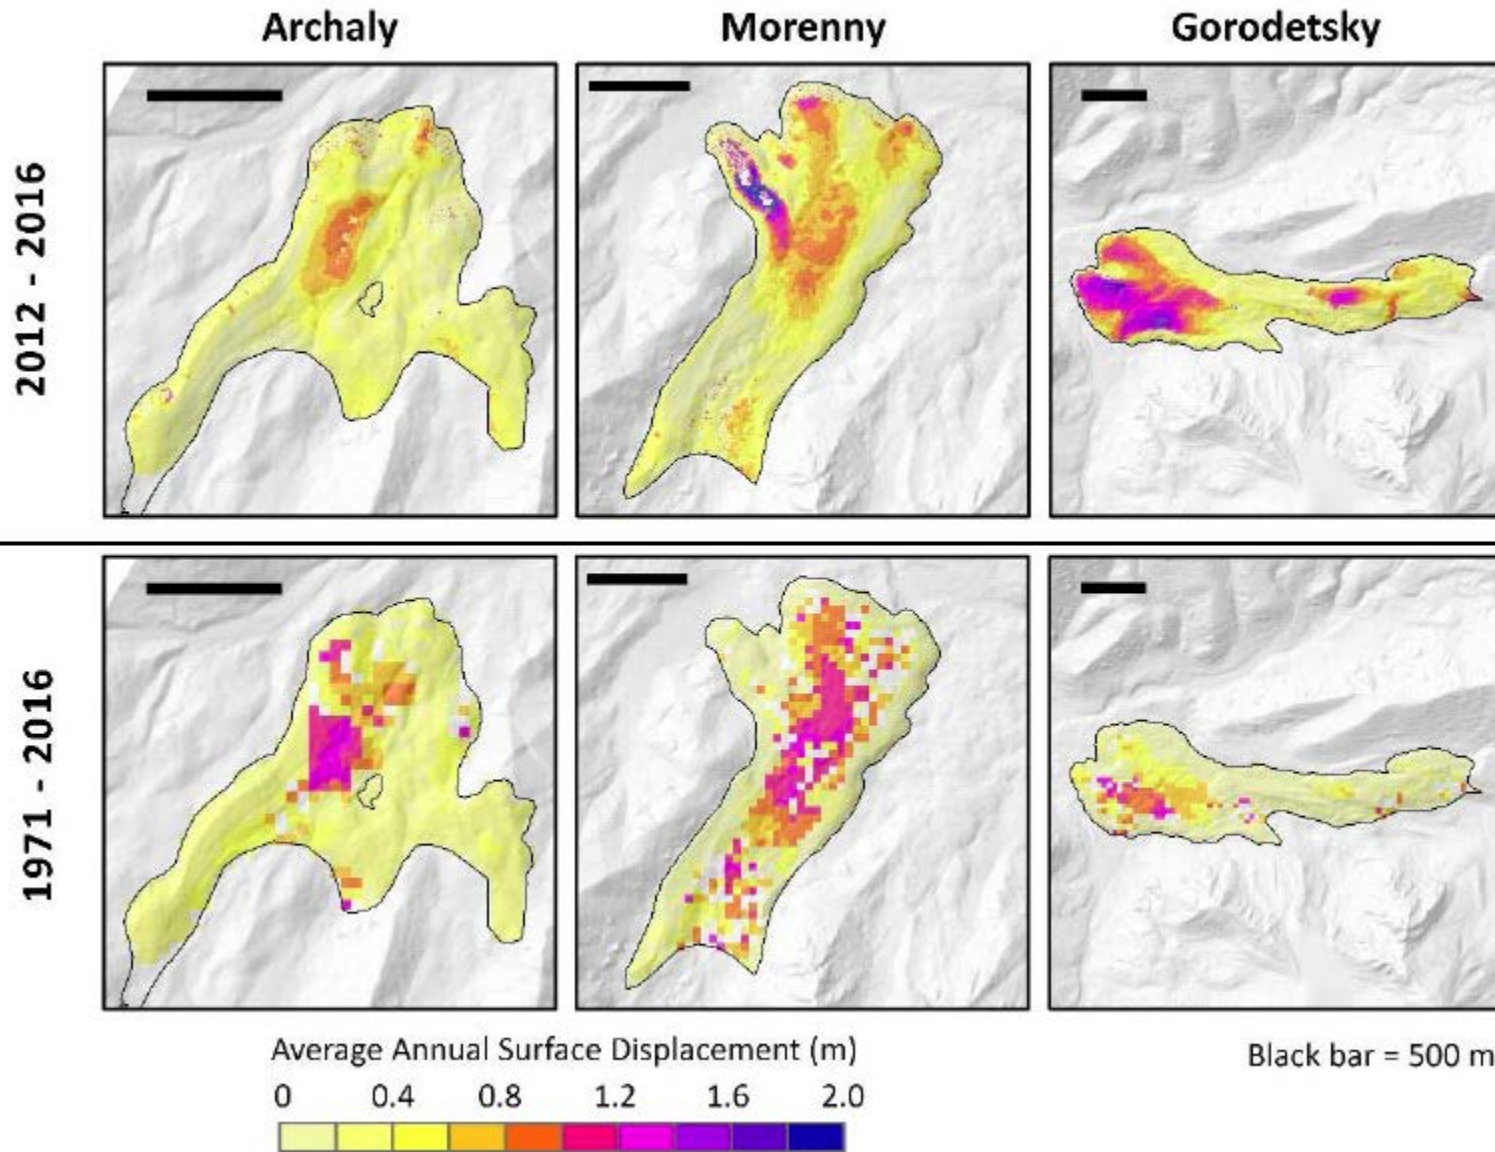 Archaly Morenny Gorodetsky
2012 - 2016
1971 - 2016
Average Annual Surface Displacement (m)
Black bar = 500 m
0 0.4 0.8 1.2 1.6 2.0